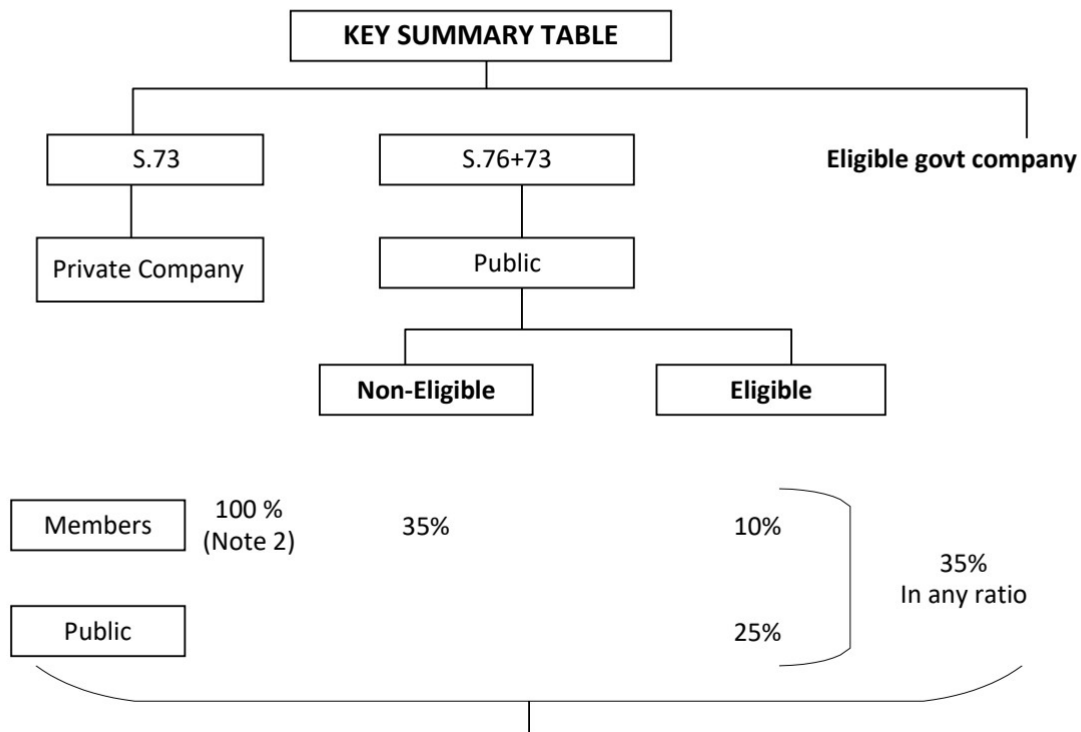 KEY SUMMARY TABLE
S.73
S.76+73
Eligible govt company
Private Company
Public
Non-Eligible
Eligible
Members
100 %
(Note 2)
35%
10%
35%
In any ratio
Public
25%